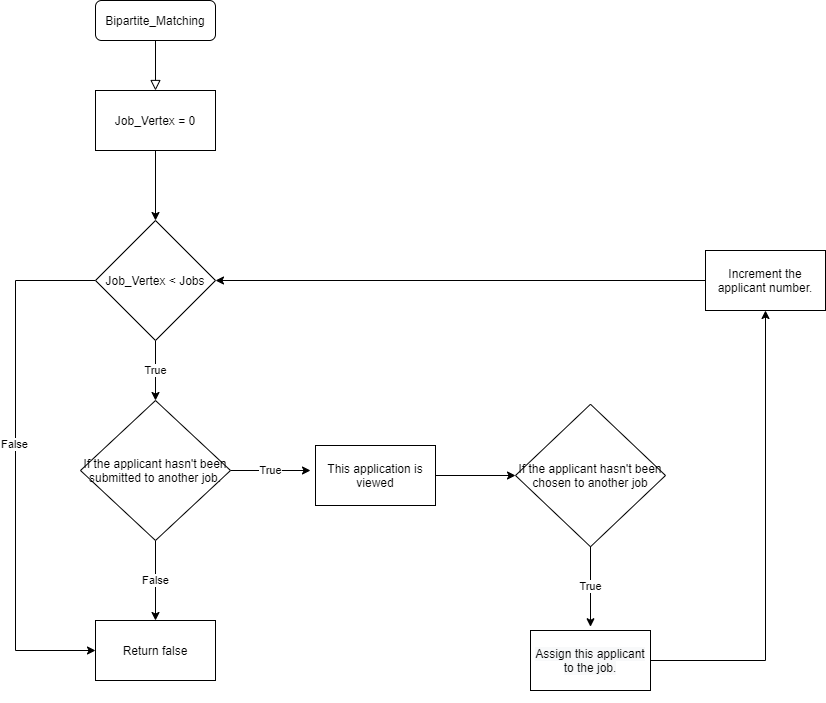 Bipartite_Matching
Job_Vertex = 0
Job_Vertex < Jobs
Increment the
applicant number.
True
False
If the applicant hasn't been
submitted to another job.
True
This application is
viewed
If the applicant hasn't been
chosen to another job
False
True
Return false
Assign this applicant
to the job.